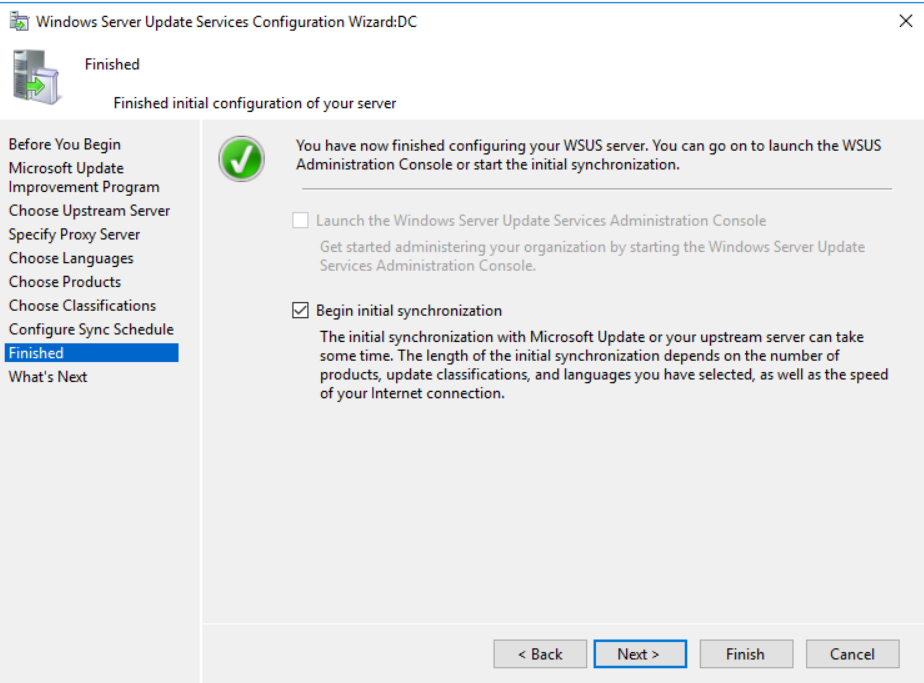 Windows Server Update Services Configuration Wizard:DC
Finished
Finished initial configuration of your server
Before You Begin
Microsoft Update
Improvement Program
Choose Upstream Server
Specify Proxy Server
Choose Languages
Choose Products
Choose Classifications
Configure Sync Schedule
Finished
What's Next
You have now finished configuring your WSUS server. You can go on to launch the WSUS
Administration Console or start the initial synchronization.
Launch the Windows Server Update Services Administration Console
Get started administering your organization by starting the Windows Server Update
Services Administration Console.
Begin initial synchronization
The initial synchronization with Microsoft Update or your upstream server can take
some time. The length of the initial synchronization depends on the number of
products, update classifications, and languages you have selected, as well as the speed
of your Internet connection.
< Back
Next >
Finish
Cancel